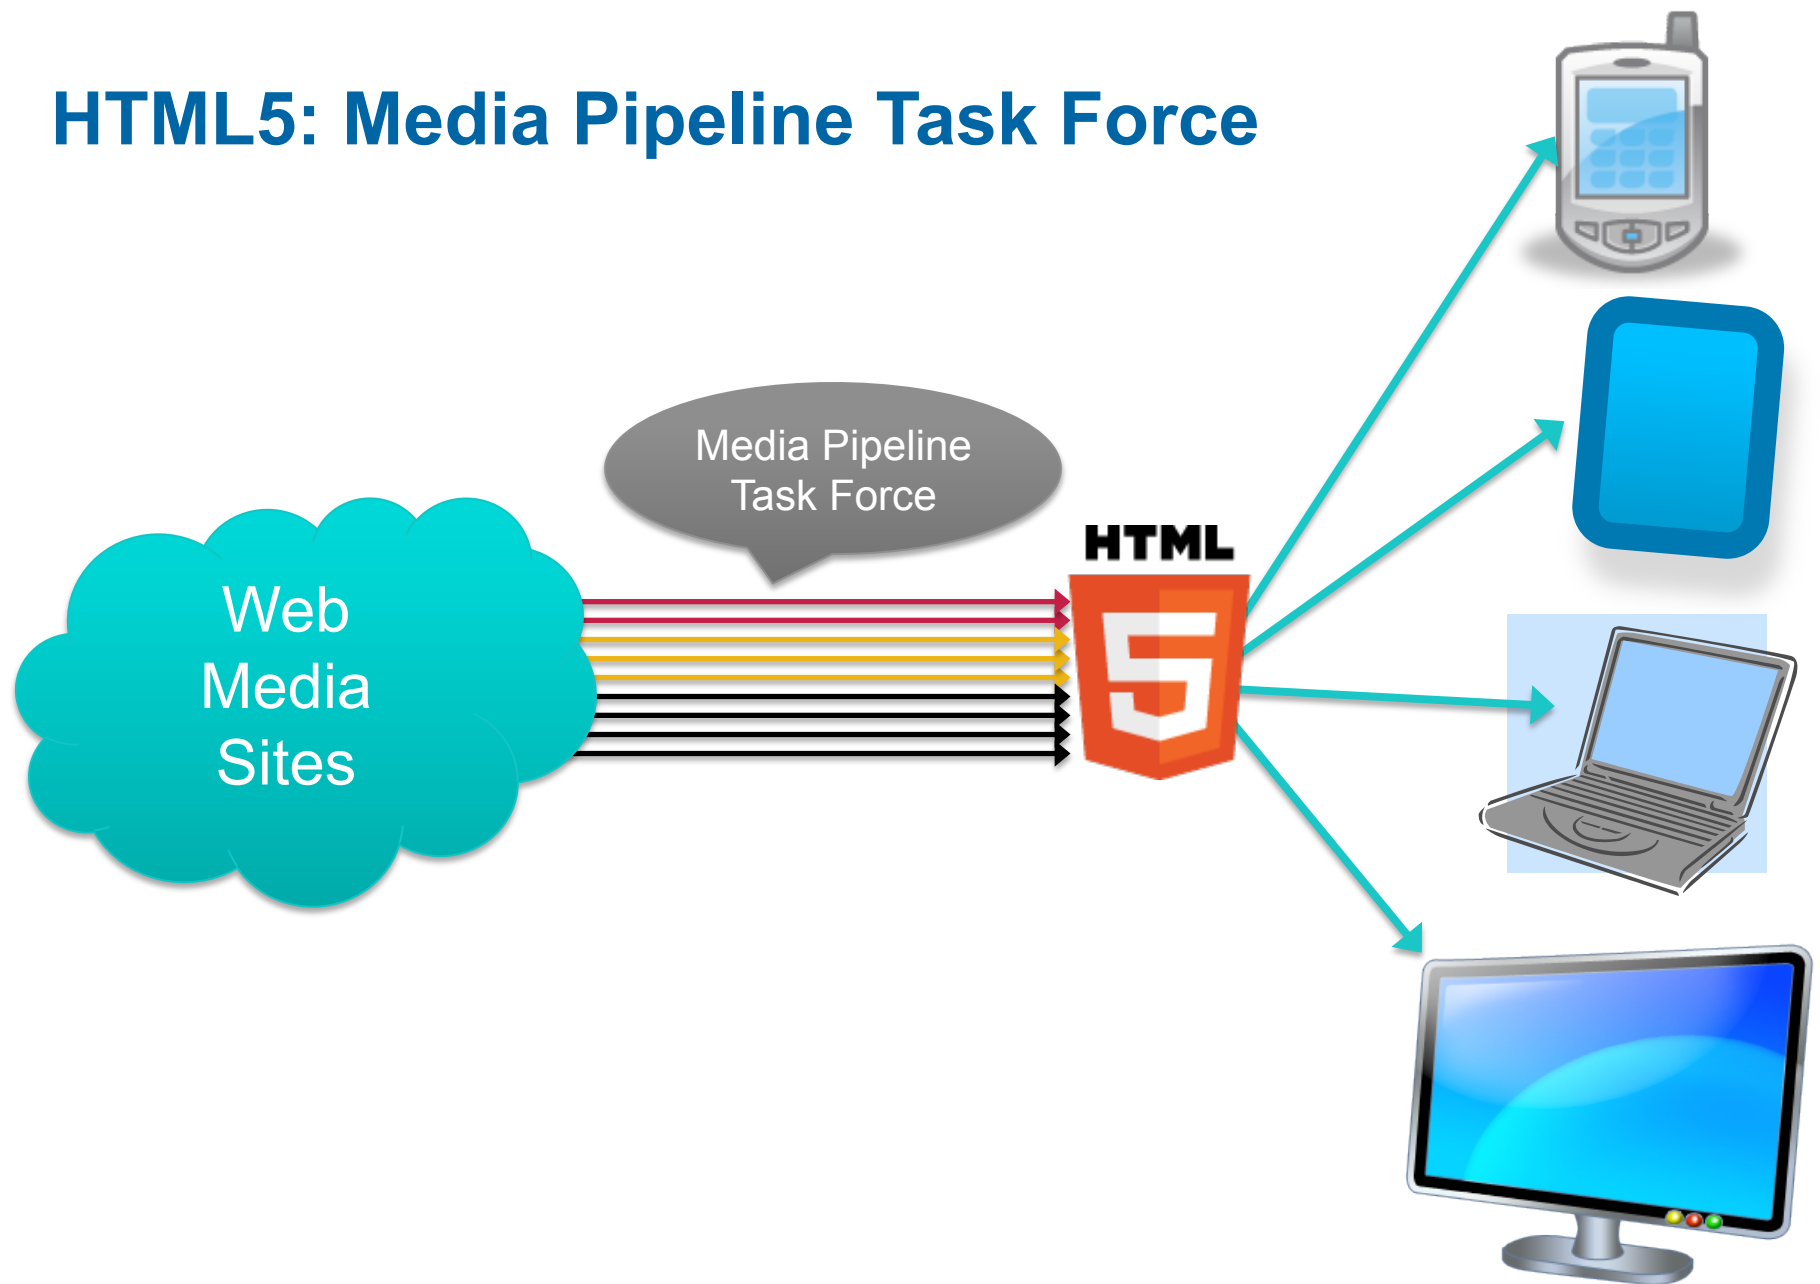 HTML5: Media Pipeline Task Force
Media Pipeline
Task Force
HTML
5
Web
Media
Sites